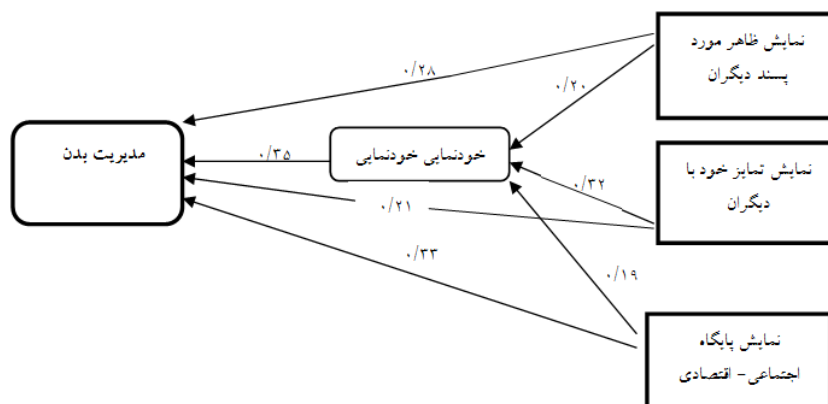 نمایش ظاهر مورد
پسند دیگران
۰/۲۸
۰/۲۰
خودنمایی خودنمایی
مدیریت بدن
۰/۳۵
نمایش تمایز خود با
دیگران
۰/۳۲
۰/۲۱
۰/۳۳
۰/۱۹
نمایش پایگاه
اجتماعی- اقتصادی